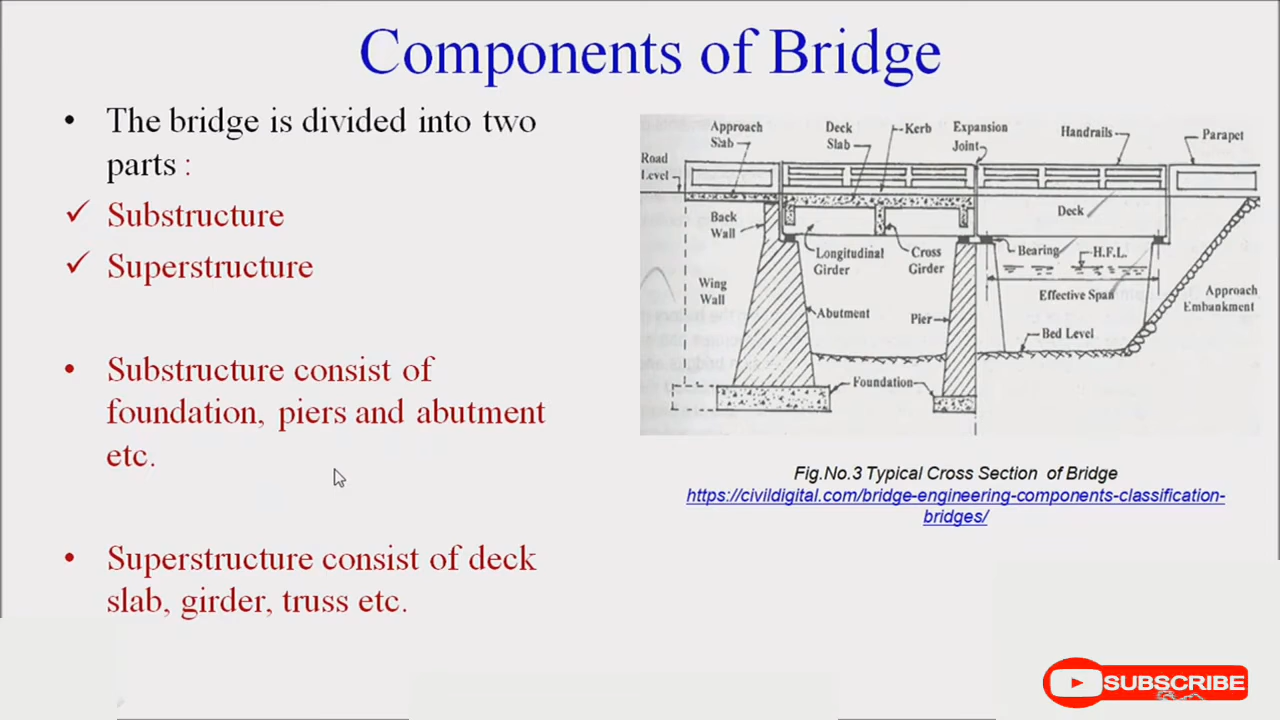 Components of Bridge
• The bridge is divided into two
parts :
✓ Substructure
✓ Superstructure
• Substructure consist of
foundation, piers and abutment
etc.
• Superstructure consist of deck
slab, girder, truss etc.
Approach
Slab
Deck
Slab
Kerb
Expansion
Joint
Handrails
Parapet
Road
Level
Back
Wall
Deck
Longitudinal
Girder
Cross
Girder
Bearing
H.F.L.
Wing
Wall
Effective Span
Approach
Embankment
Abutment
Pier
Bed Level
Foundation
Fig.No.3 Typical Cross Section of Bridge
https://civildigital.com/bridge-engineering-components-classification-
bridges/
SUBSCRIBE